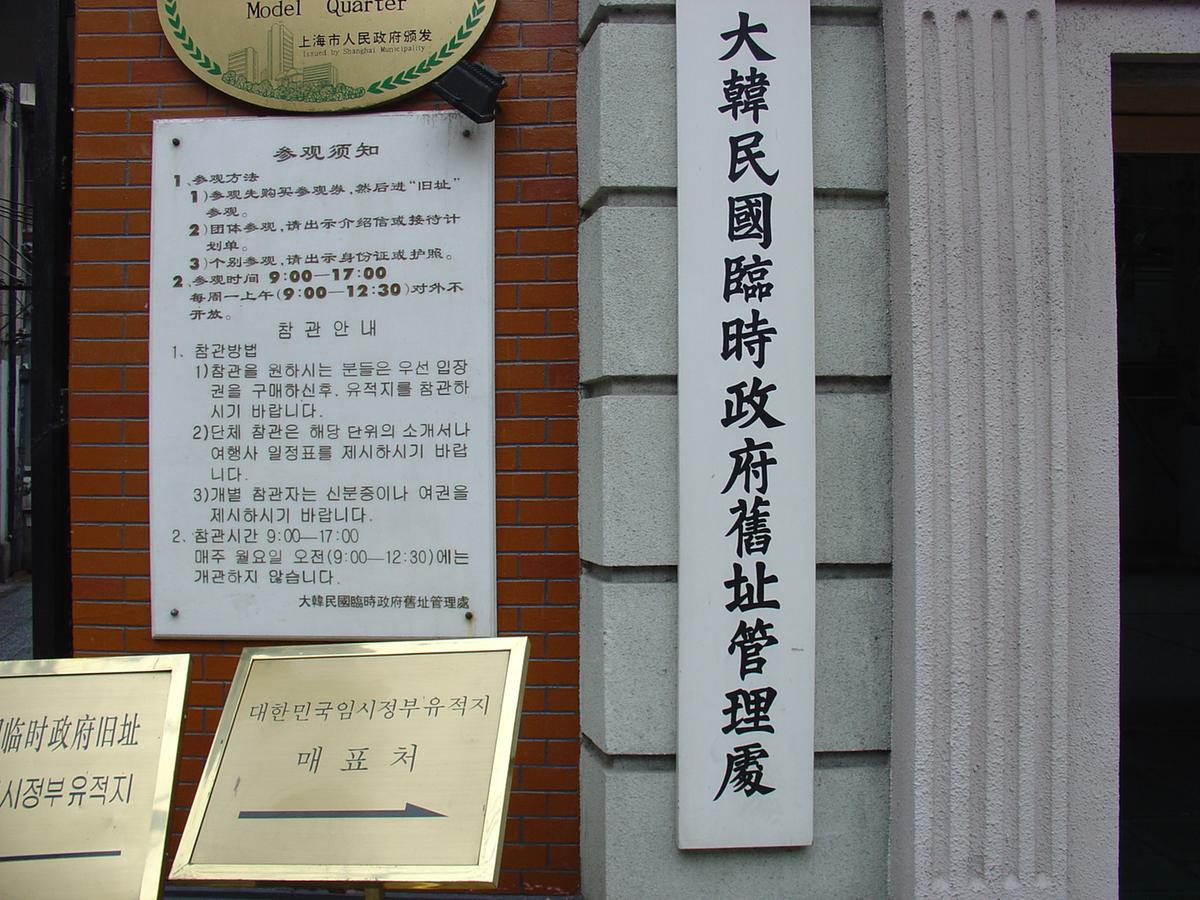 Model Quarter
上海市人民政府颁发
Issued by Shanghai Municipality
参观须知
1、参观方法
1)参观先购买参观券,然后进“旧址”
参观。
2)团体参观,请出示介绍信或接待计
划单。
3)个别参观,请出示身份证或护照。
2、参观时间 9:00—17:00
每周一上午(9:00—12:30)对外不
开放。
참관안내
1、참관방법
1)참관을 원하시는 분들은 우선 입장
권을 구매하신후, 유적지를 참관하
시기 바랍니다.
2)단체 참관은 해당 단위의 소개서나
여행사 일정표를 제시하시기 바랍
니다.
3)개별 참관자는 신분증이나 여권을
제시하시기 바랍니다.
2、참관시간 9:00—17:00
매주 월요일 오전(9:00—12:30)에는
개관하지 않습니다.
大韓民國臨時政府舊址管理處
临时政府旧址
시정부유적지
대한민국임시정부유적지
매표처
大韓民國臨時政府舊址管理處